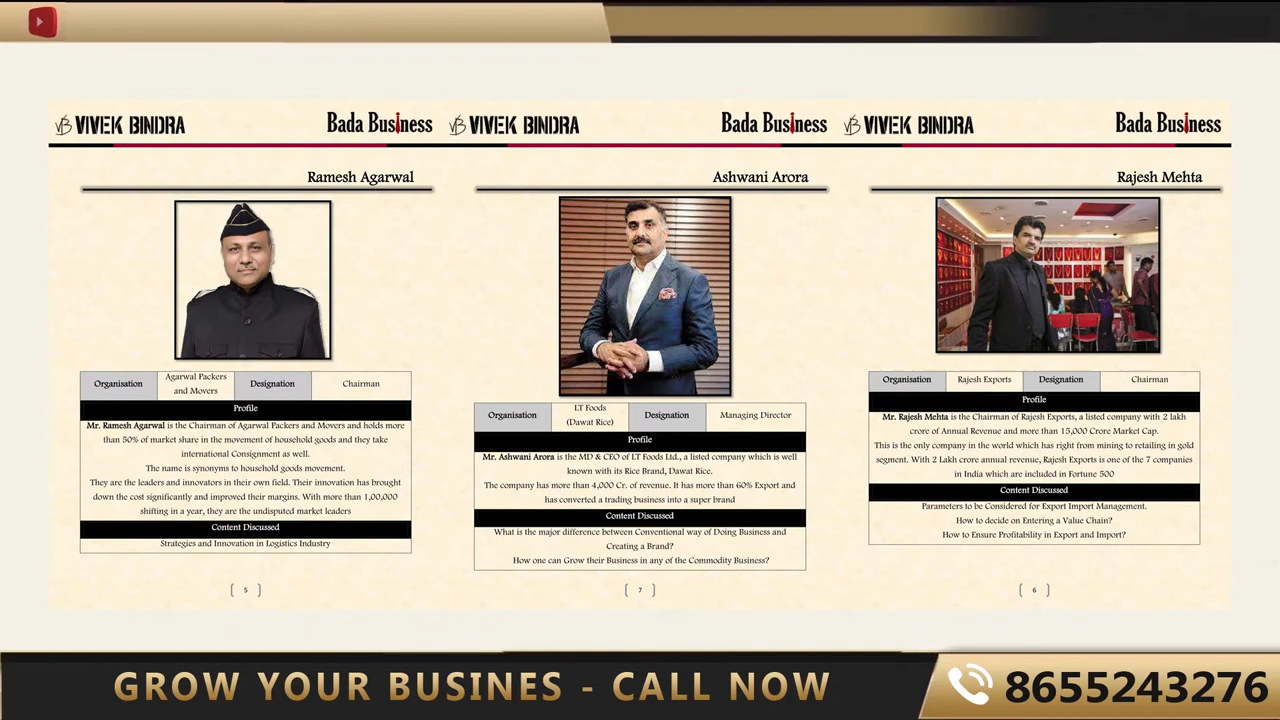 VB VIVEK BINDRA
Bada Business
Ramesh Agarwal
Organisation
Agarwal Packers
and Movers
Designation
Chairman
Profile
Mr. Ramesh Agarwal is the Chairman of Agarwal Packers and Movers and holds more
than 50% of market share in the movement of household goods and they take
international Consignment as well.
The name is synonyms to household goods movement.
They are the leaders and innovators in their own field. Their innovation has brought
down the cost significantly and improved their margins. With more than 1,00,000
shifting in a year, they are the undisputed market leaders
Content Discussed
Strategies and Innovation in Logistics Industry
5
VB VIVEK BINDRA
Bada Business
Ashwani Arora
Organisation
LT Foods
(Dawat Rice)
Designation
Managing Director
Profile
Mr. Ashwani Arora is the MD & CEO of LT Foods Ltd., a listed company which is well
known with its Rice Brand, Dawat Rice.
The company has more than 4,000 Cr. of revenue. It has more than 60% Export and
has converted a trading business into a super brand
Content Discussed
What is the major difference between Conventional way of Doing Business and
Creating a Brand?
How one can Grow their Business in any of the Commodity Business?
7
VB VIVEK BINDRA
Bada Business
Rajesh Mehta
Organisation
Rajesh Exports
Designation
Chairman
Profile
Mr. Rajesh Mehta is the Chairman of Rajesh Exports, a listed company with 2 lakh
crore of Annual Revenue and more than 15,000 Crore Market Cap.
This is the only company in the world which has right from mining to retailing in gold
segment. With 2 Lakh crore annual revenue, Rajesh Exports is one of the 7 companies
in India which are included in Fortune 500
Content Discussed
Parameters to be Considered for Export Import Management.
How to decide on Entering a Value Chain?
How to Ensure Profitability in Export and Import?
6
GROW YOUR BUSINES - CALL NOW
8655243276